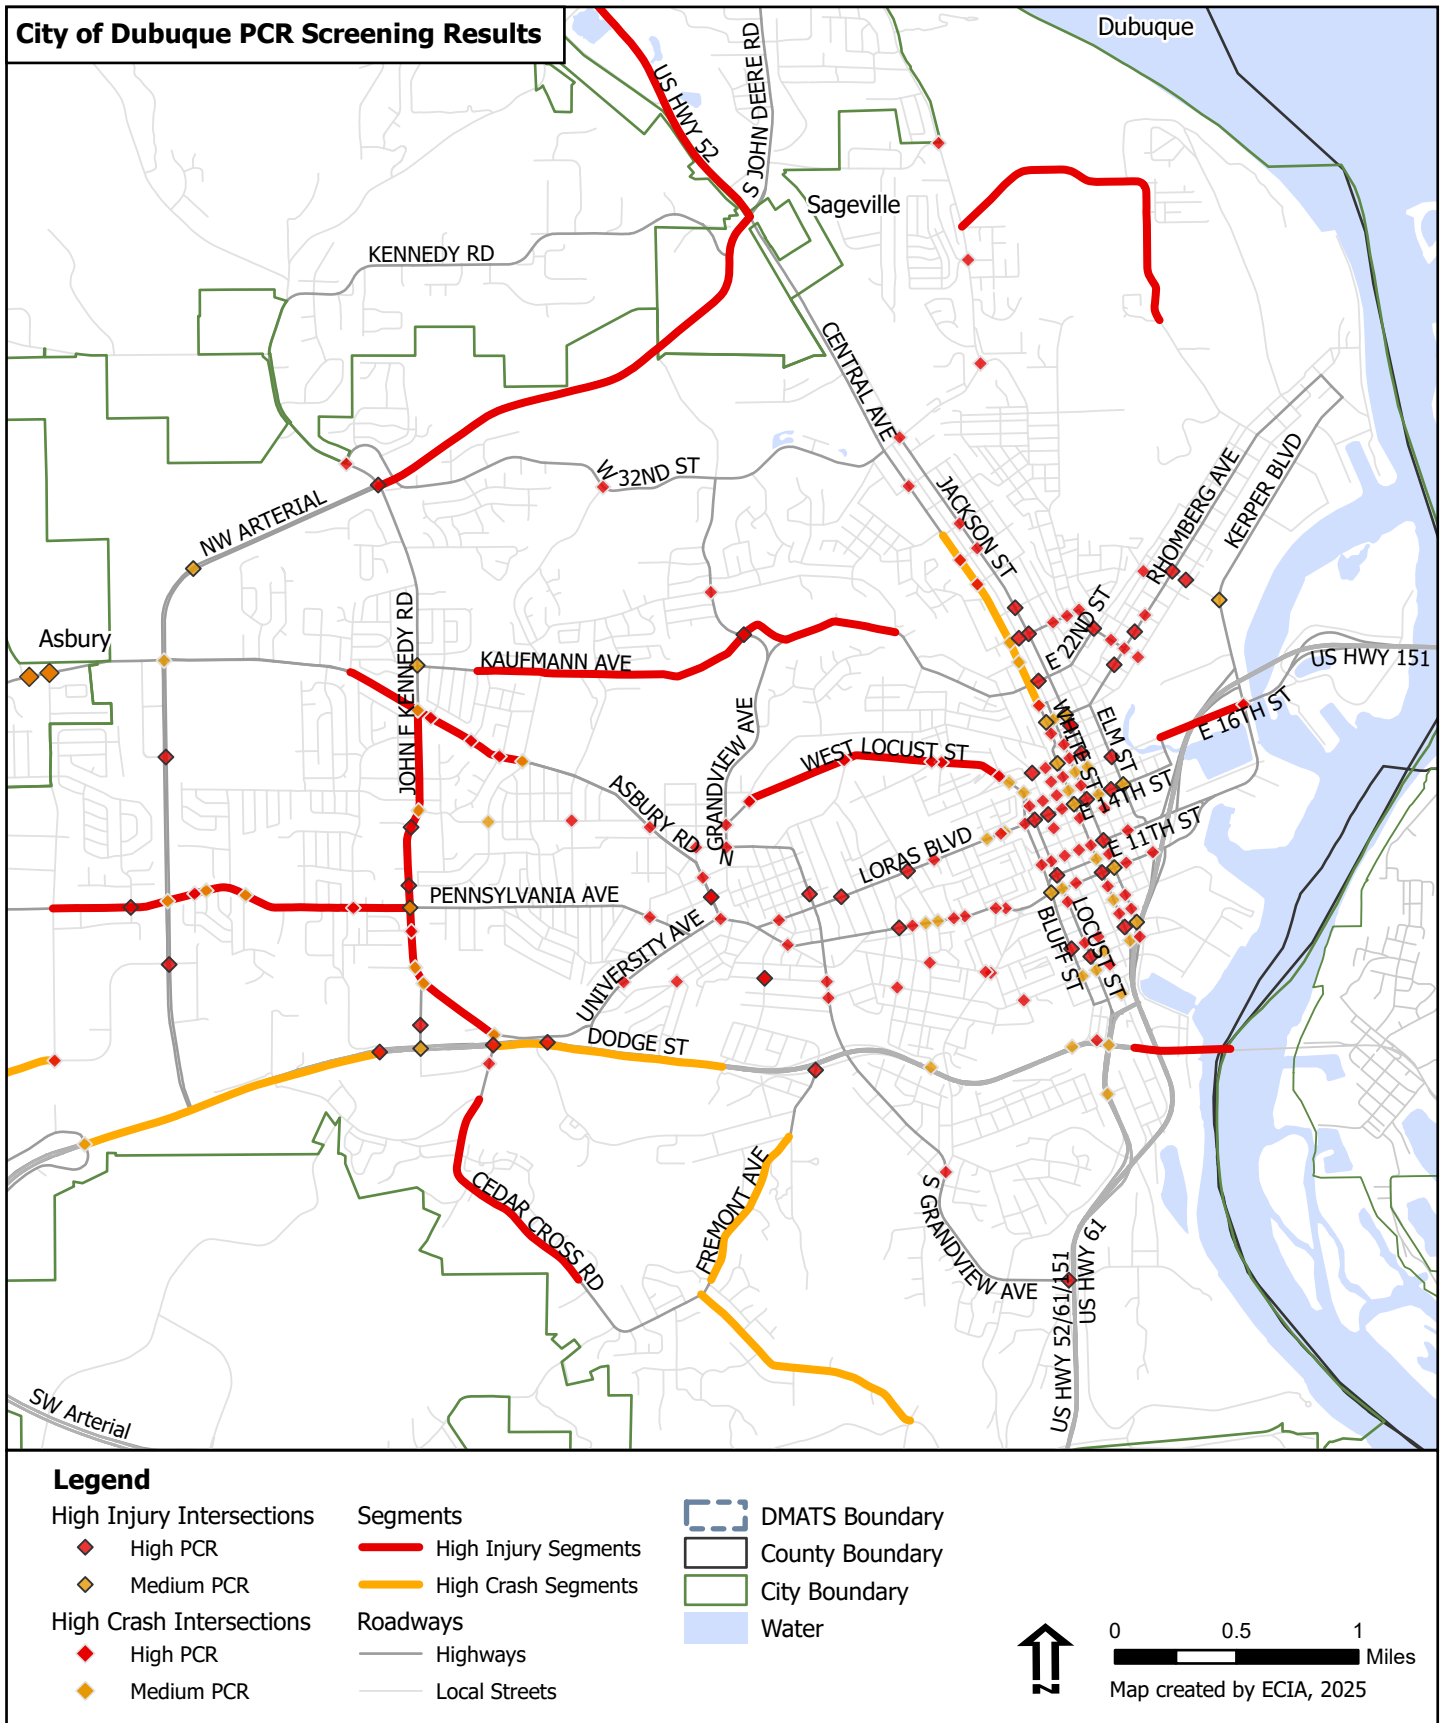 City of Dubuque PCR Screening Results
Dubuque
US HWY 52
S JOHN DEERE RD
Sageville
KENNEDY RD
CENTRAL AVE
W 32ND ST
JACKSON ST
RHOMBERG AVE
KERPER BLVD
NW ARTERIAL
E 22ND ST
JOHN F KENNEDY RD
Asbury
KAUFMANN AVE
US HWY 151
E 16TH ST
GRANDVIEW AVE
N
WEST LOCUST ST
WHITE ST
ELM ST
ASBURY RD
E 14TH ST
E 11TH ST
LORAS BLVD
PENNSYLVANIA AVE
UNIVERSITY AVE
BLUFF ST
LOCUST ST
DODGE ST
CEDAR CROSS RD
FREMONT AVE
S GRANDVIEW AVE
US HWY 52/61/151
US HWY 61
SW Arterial
Legend
High Injury Intersections
High PCR
Medium PCR
High Crash Intersections
High PCR
Medium PCR
Segments
High Injury Segments
High Crash Segments
Roadways
Highways
Local Streets
DMATS Boundary
County Boundary
City Boundary
Water
N
0 0.5 1
Miles
Map created by ECIA, 2025